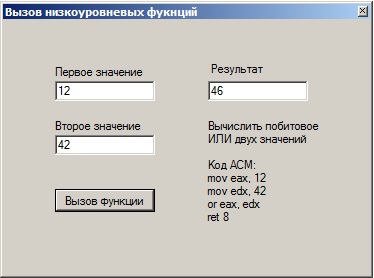 Вызов низкоуровневых фукнций
Первое значение
12
Результат
46
Второе значение
42
Вычислить побитовое
ИЛИ двух значений
Код АСМ:
mov eax, 12
mov edx, 42
or eax, edx
ret 8
Вызов функции